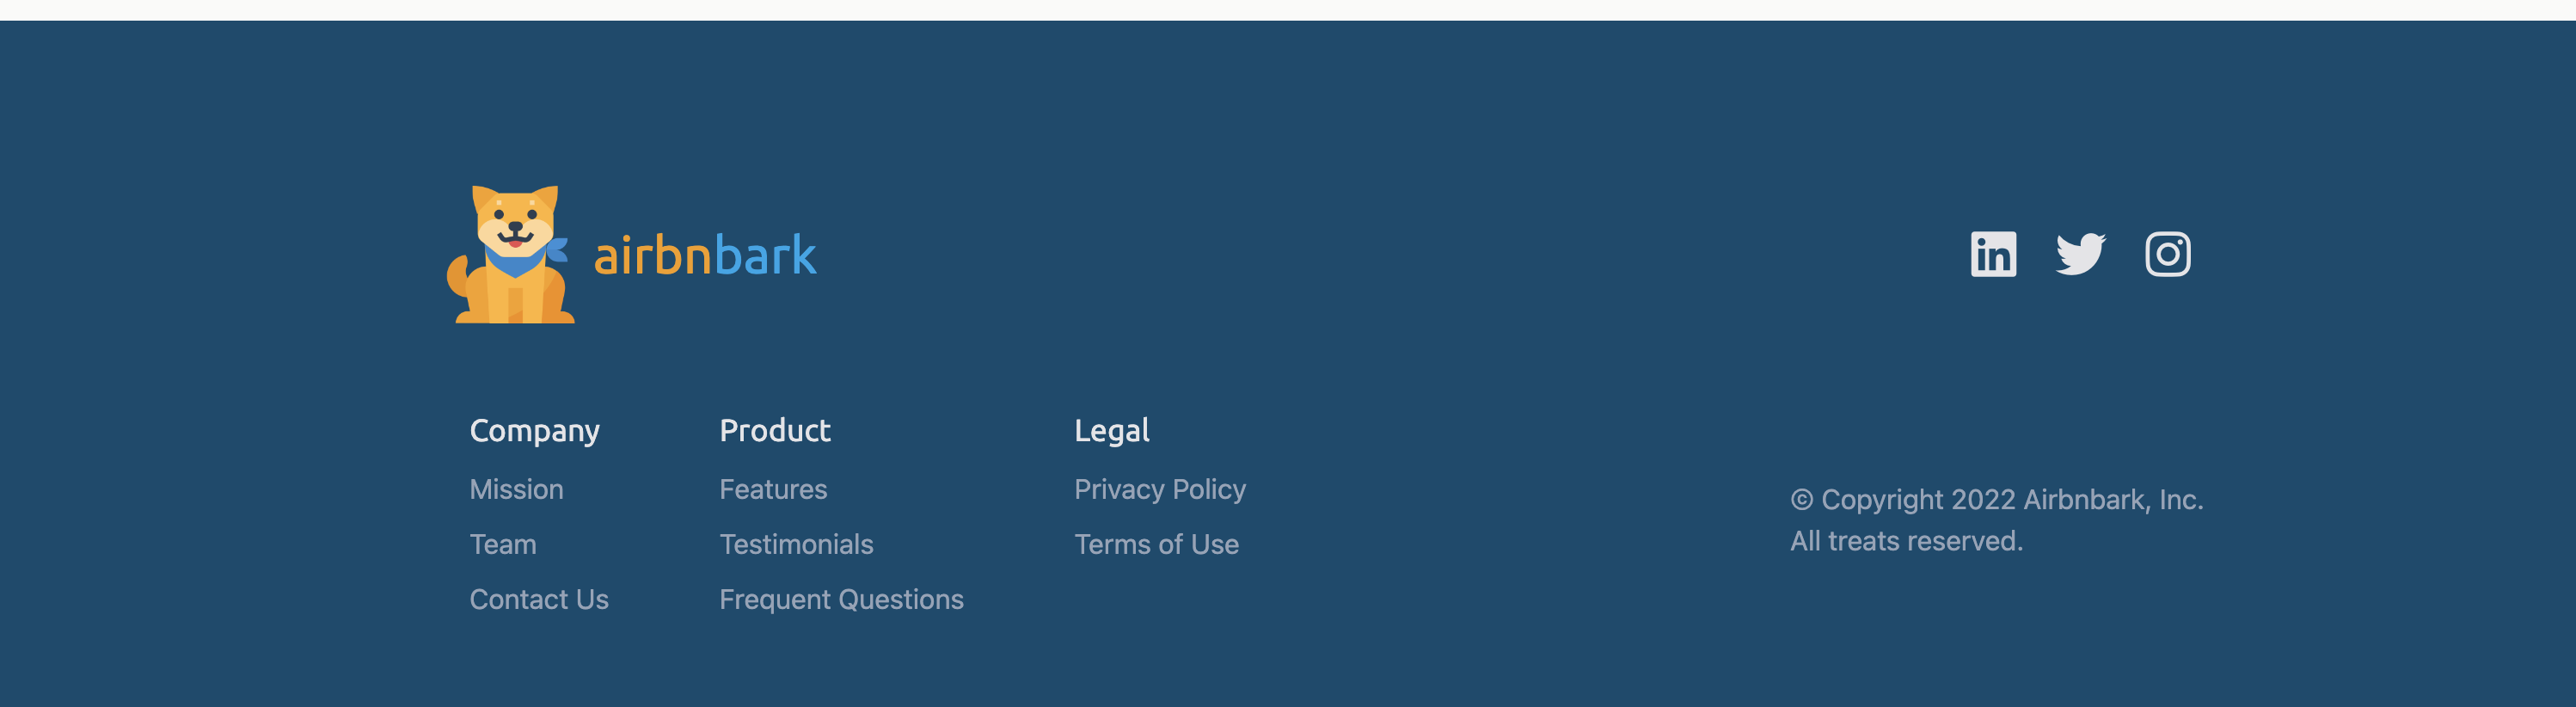 airbnbark
Company
Mission
Team
Contact Us
Product
Features
Testimonials
Frequent Questions
Legal
Privacy Policy
Terms of Use
© Copyright 2022 Airbnbark, Inc.
All treats reserved.